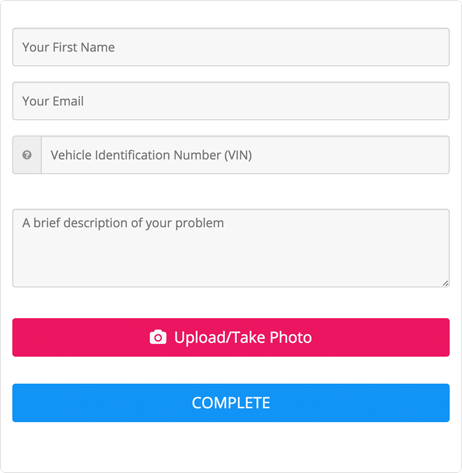 Your First Name
Your Email
Vehicle Identification Number (VIN)
A brief description of your problem
Upload/Take Photo
COMPLETE